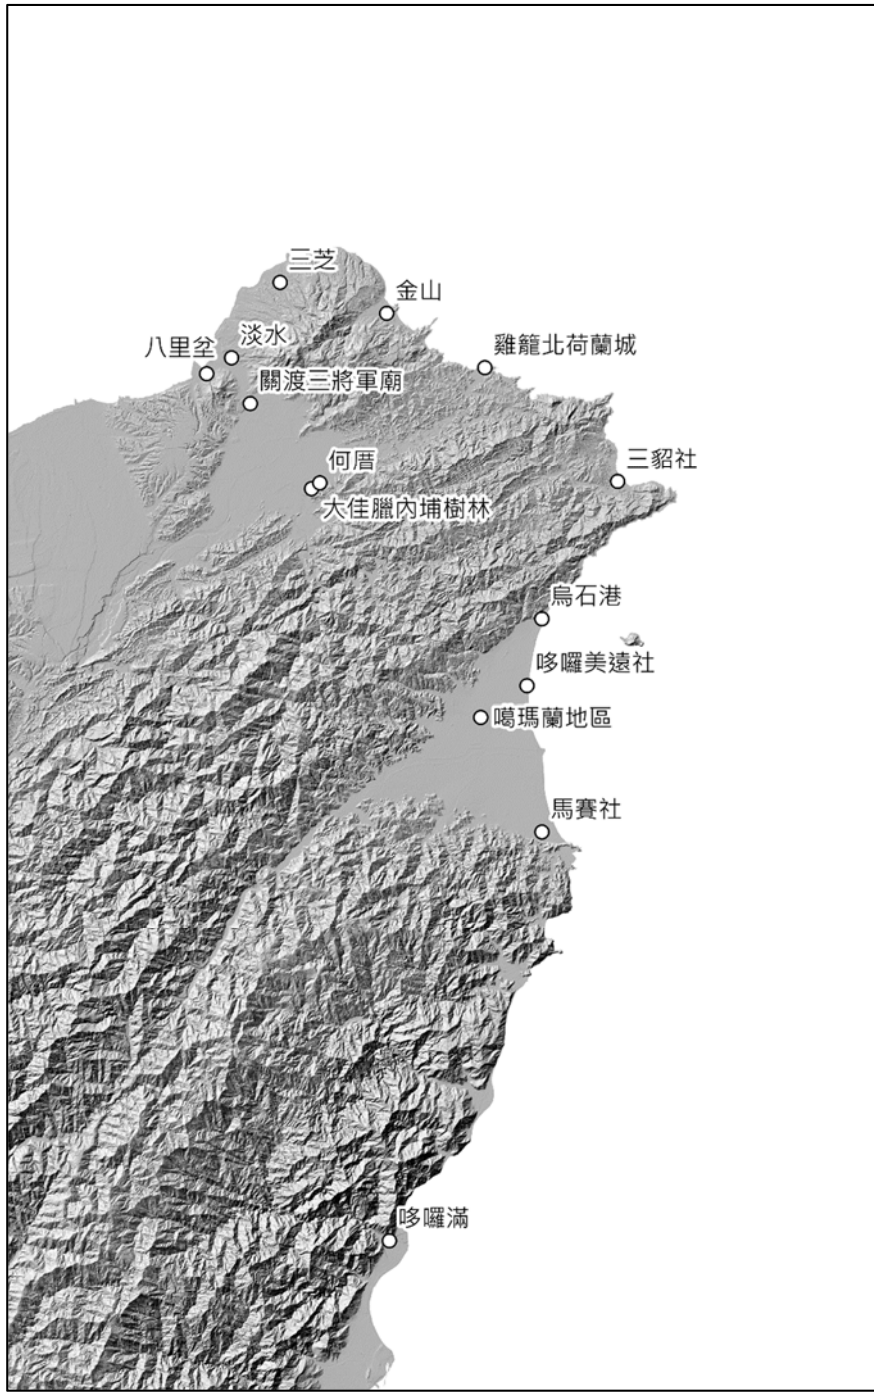 三芝
金山
淡水
八里坌
雞籠北荷蘭城
關渡三將軍廟
何厝
三貂社
大佳臘內埔樹林
烏石港
哆囉美遠社
噶瑪蘭地區
馬賽社
哆囉滿